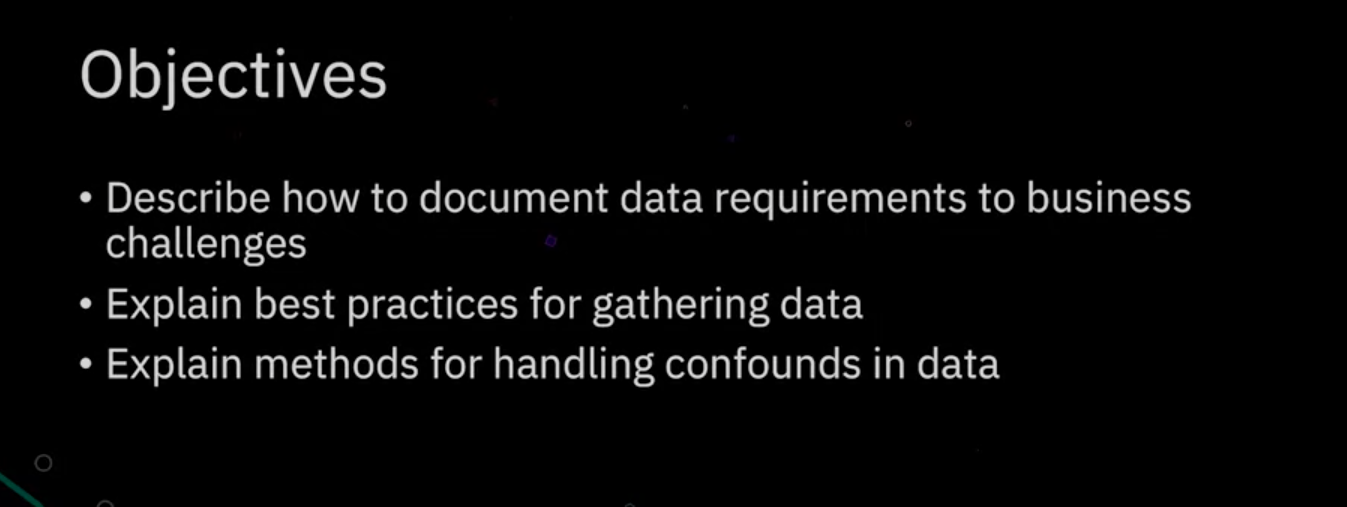 Objectives
• Describe how to document data requirements to business
challenges
• Explain best practices for gathering data
• Explain methods for handling confounds in data